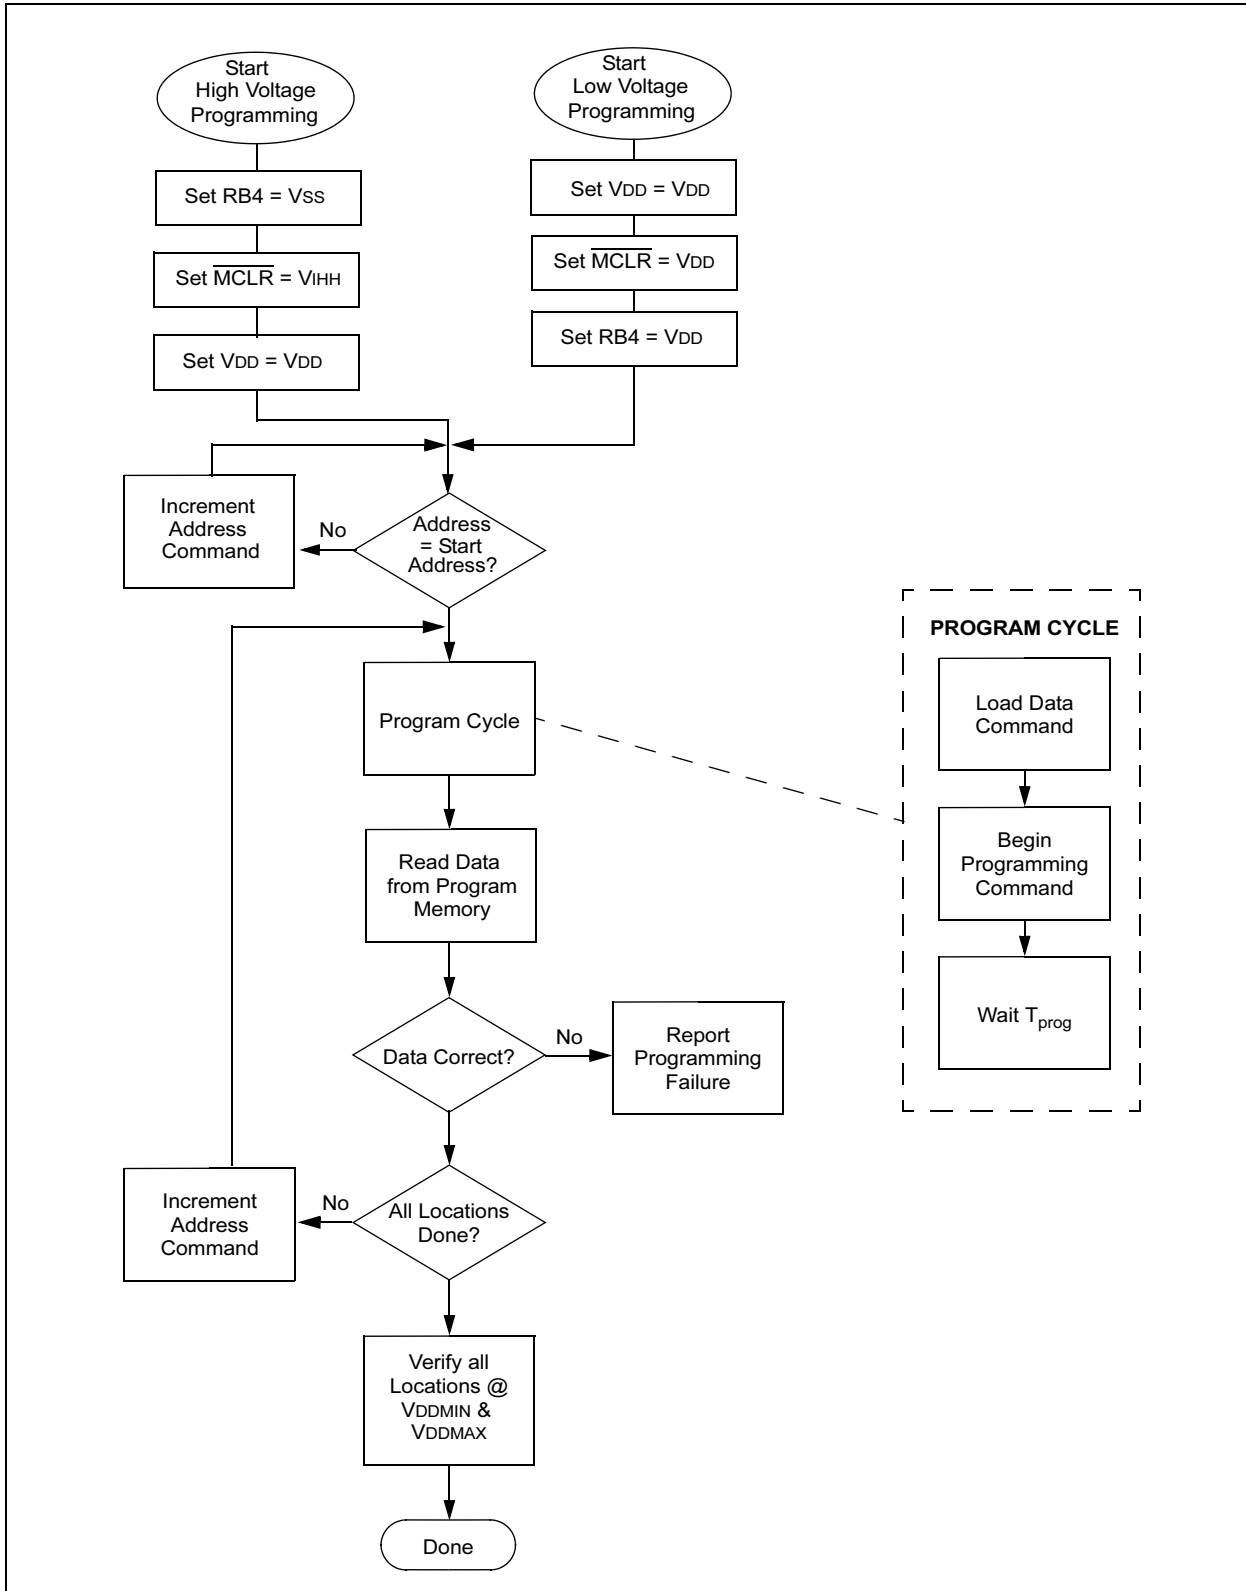 Start
High Voltage
Programming
Start
Low Voltage
Programming
Set RB4 = VSS
Set MCLR = VIHH
Set VDD = VDD
Set VDD = VDD
Set MCLR = VDD
Set RB4 = VDD
Increment
Address
Command
No
Address
= Start
Address?
Program Cycle
PROGRAM CYCLE
Load Data
Command
Begin
Programming
Command
Wait Tprog
Read Data
from Program
Memory
Data Correct?
No
Report
Programming
Failure
Increment
Address
Command
No
All Locations
Done?
Verify all
Locations @
VDDMIN &
VDDMAX
Done